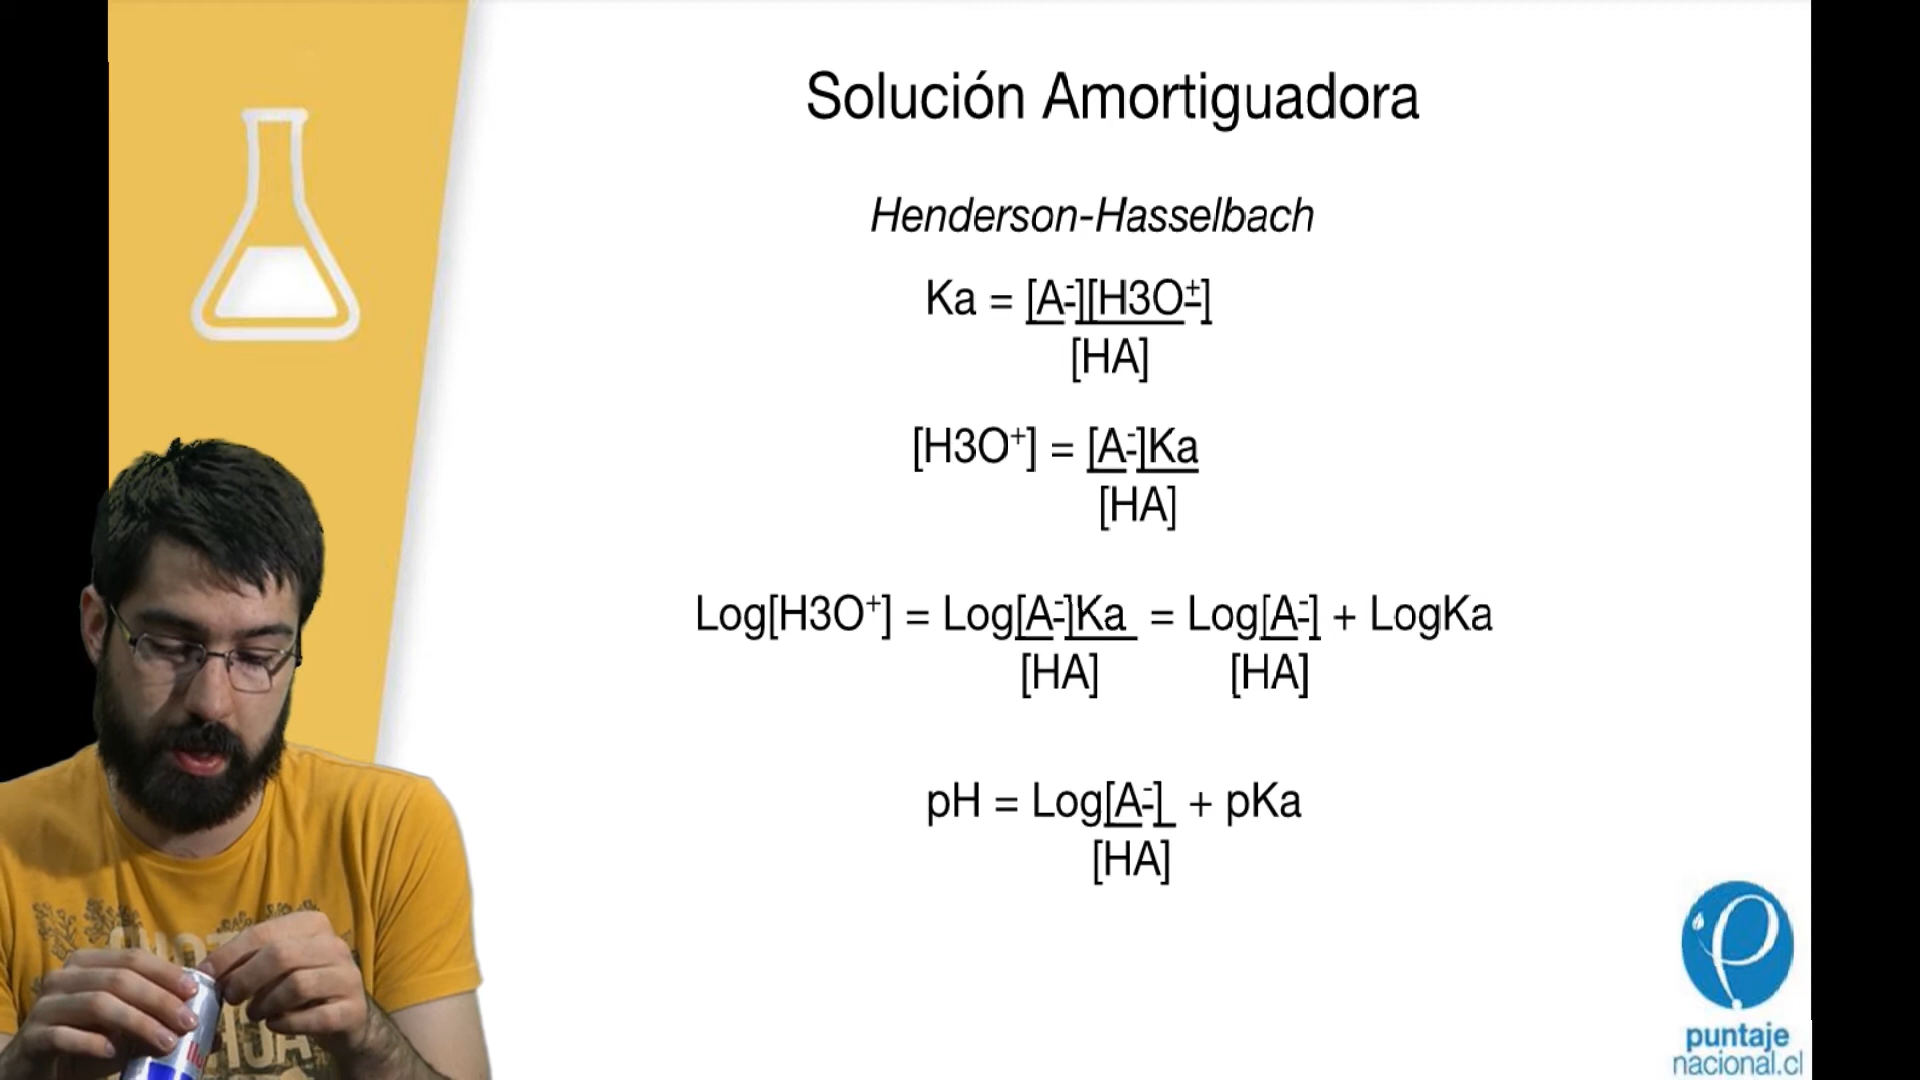 Solución Amortiguadora
Henderson-Hasselbach
Ka = [A-][H3O+]
[HA]
[H3O+] = [A-]Ka
[HA]
Log[H3O+] = Log[A-]Ka = Log[A-] + LogKa
[HA] [HA]
pH = Log[A-] + pKa
[HA]
puntaje
nacional.cl